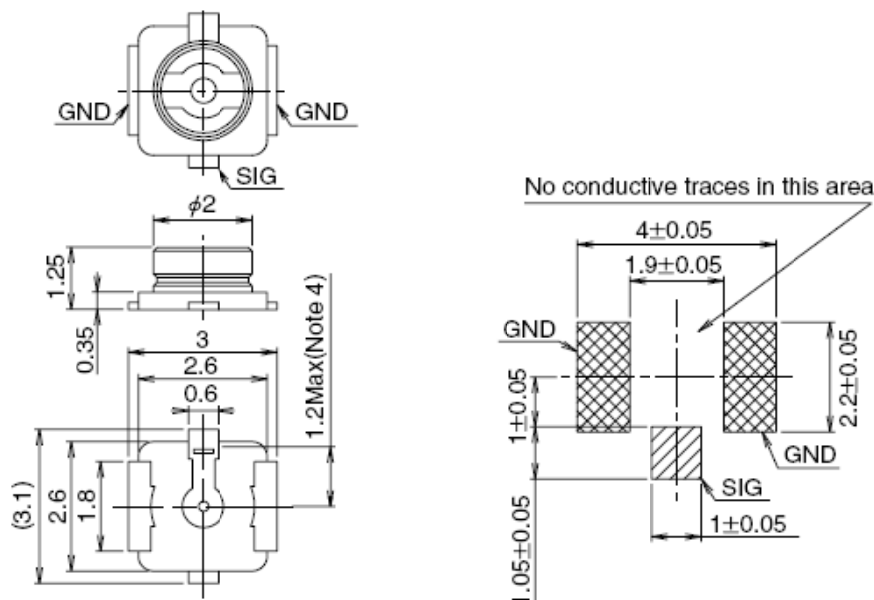 GND
GND
SIG
ϕ2
1.25
0.35
3
2.6
0.6
1.2Max(Note 4)
(3.1)
2.6
1.8
No conductive traces in this area
4±0.05
1.9±0.05
GND
1±0.05
2.2±0.05
GND
SIG
1.05±0.05
1±0.05